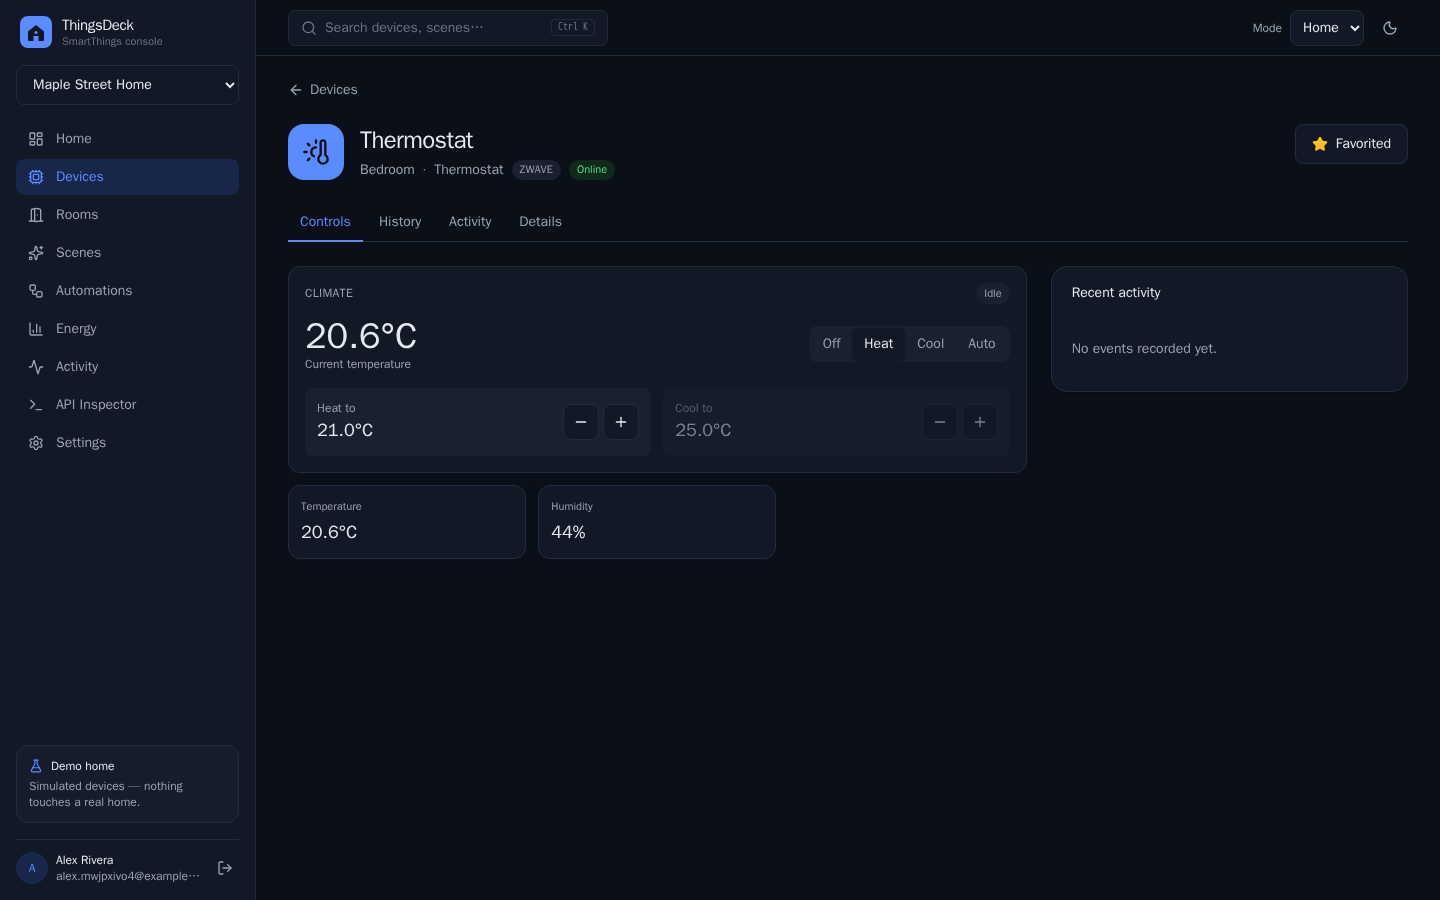 ThingsDeck
SmartThings console
Maple Street Home
Home
Devices
Rooms
Scenes
Automations
Energy
Activity
API Inspector
Settings
Demo home
Simulated devices — nothing
touches a real home.
A
Alex Rivera
alex.mwjpxivo4@example···
Search devices, scenes···
Ctrl K
Mode
Home
Devices
Thermostat
Bedroom · Thermostat ZWAVE Online
Favorited
Controls History Activity Details
CLIMATE
Idle
20.6°C
Current temperature
Off Heat Cool Auto
Heat to
21.0°C
Cool to
25.0°C
Temperature
20.6°C
Humidity
44%
Recent activity
No events recorded yet.